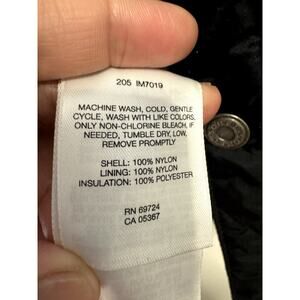 205 IM7019
MACHINE WASH, COLD, GENTLE
CYCLE, WASH WITH LIKE COLORS.
ONLY NON-CHLORINE BLEACH, IF
NEEDED, TUMBLE DRY, LOW,
REMOVE PROMPTLY
SHELL: 100% NYLON
LINING: 100% NYLON
INSULATION: 100% POLYESTER
RN 69724
CA 05367